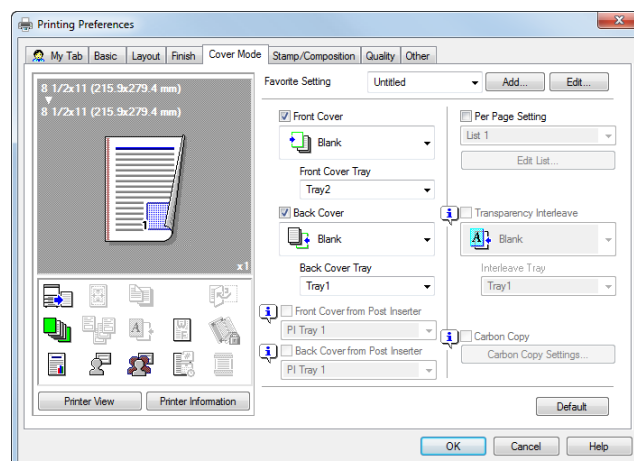 Printing Preferences
My Tab Basic Layout Finish Cover Mode Stamp/Composition Quality Other
8 1/2x11 (215.9x279.4 mm)
8 1/2x11 (215.9x279.4 mm)
1
x1
Printer View Printer Information
Favorite Setting Untitled Add... Edit...
Front Cover
Blank
Front Cover Tray
Tray2
Back Cover
Blank
Back Cover Tray
Tray1
Front Cover from Post Inserter
PI Tray 1
Back Cover from Post Inserter
PI Tray 1
Per Page Setting
List 1
Edit List...
Transparency Interleave
A Blank
Interleave Tray
Tray1
Carbon Copy
Carbon Copy Settings...
Default
OK Cancel Help